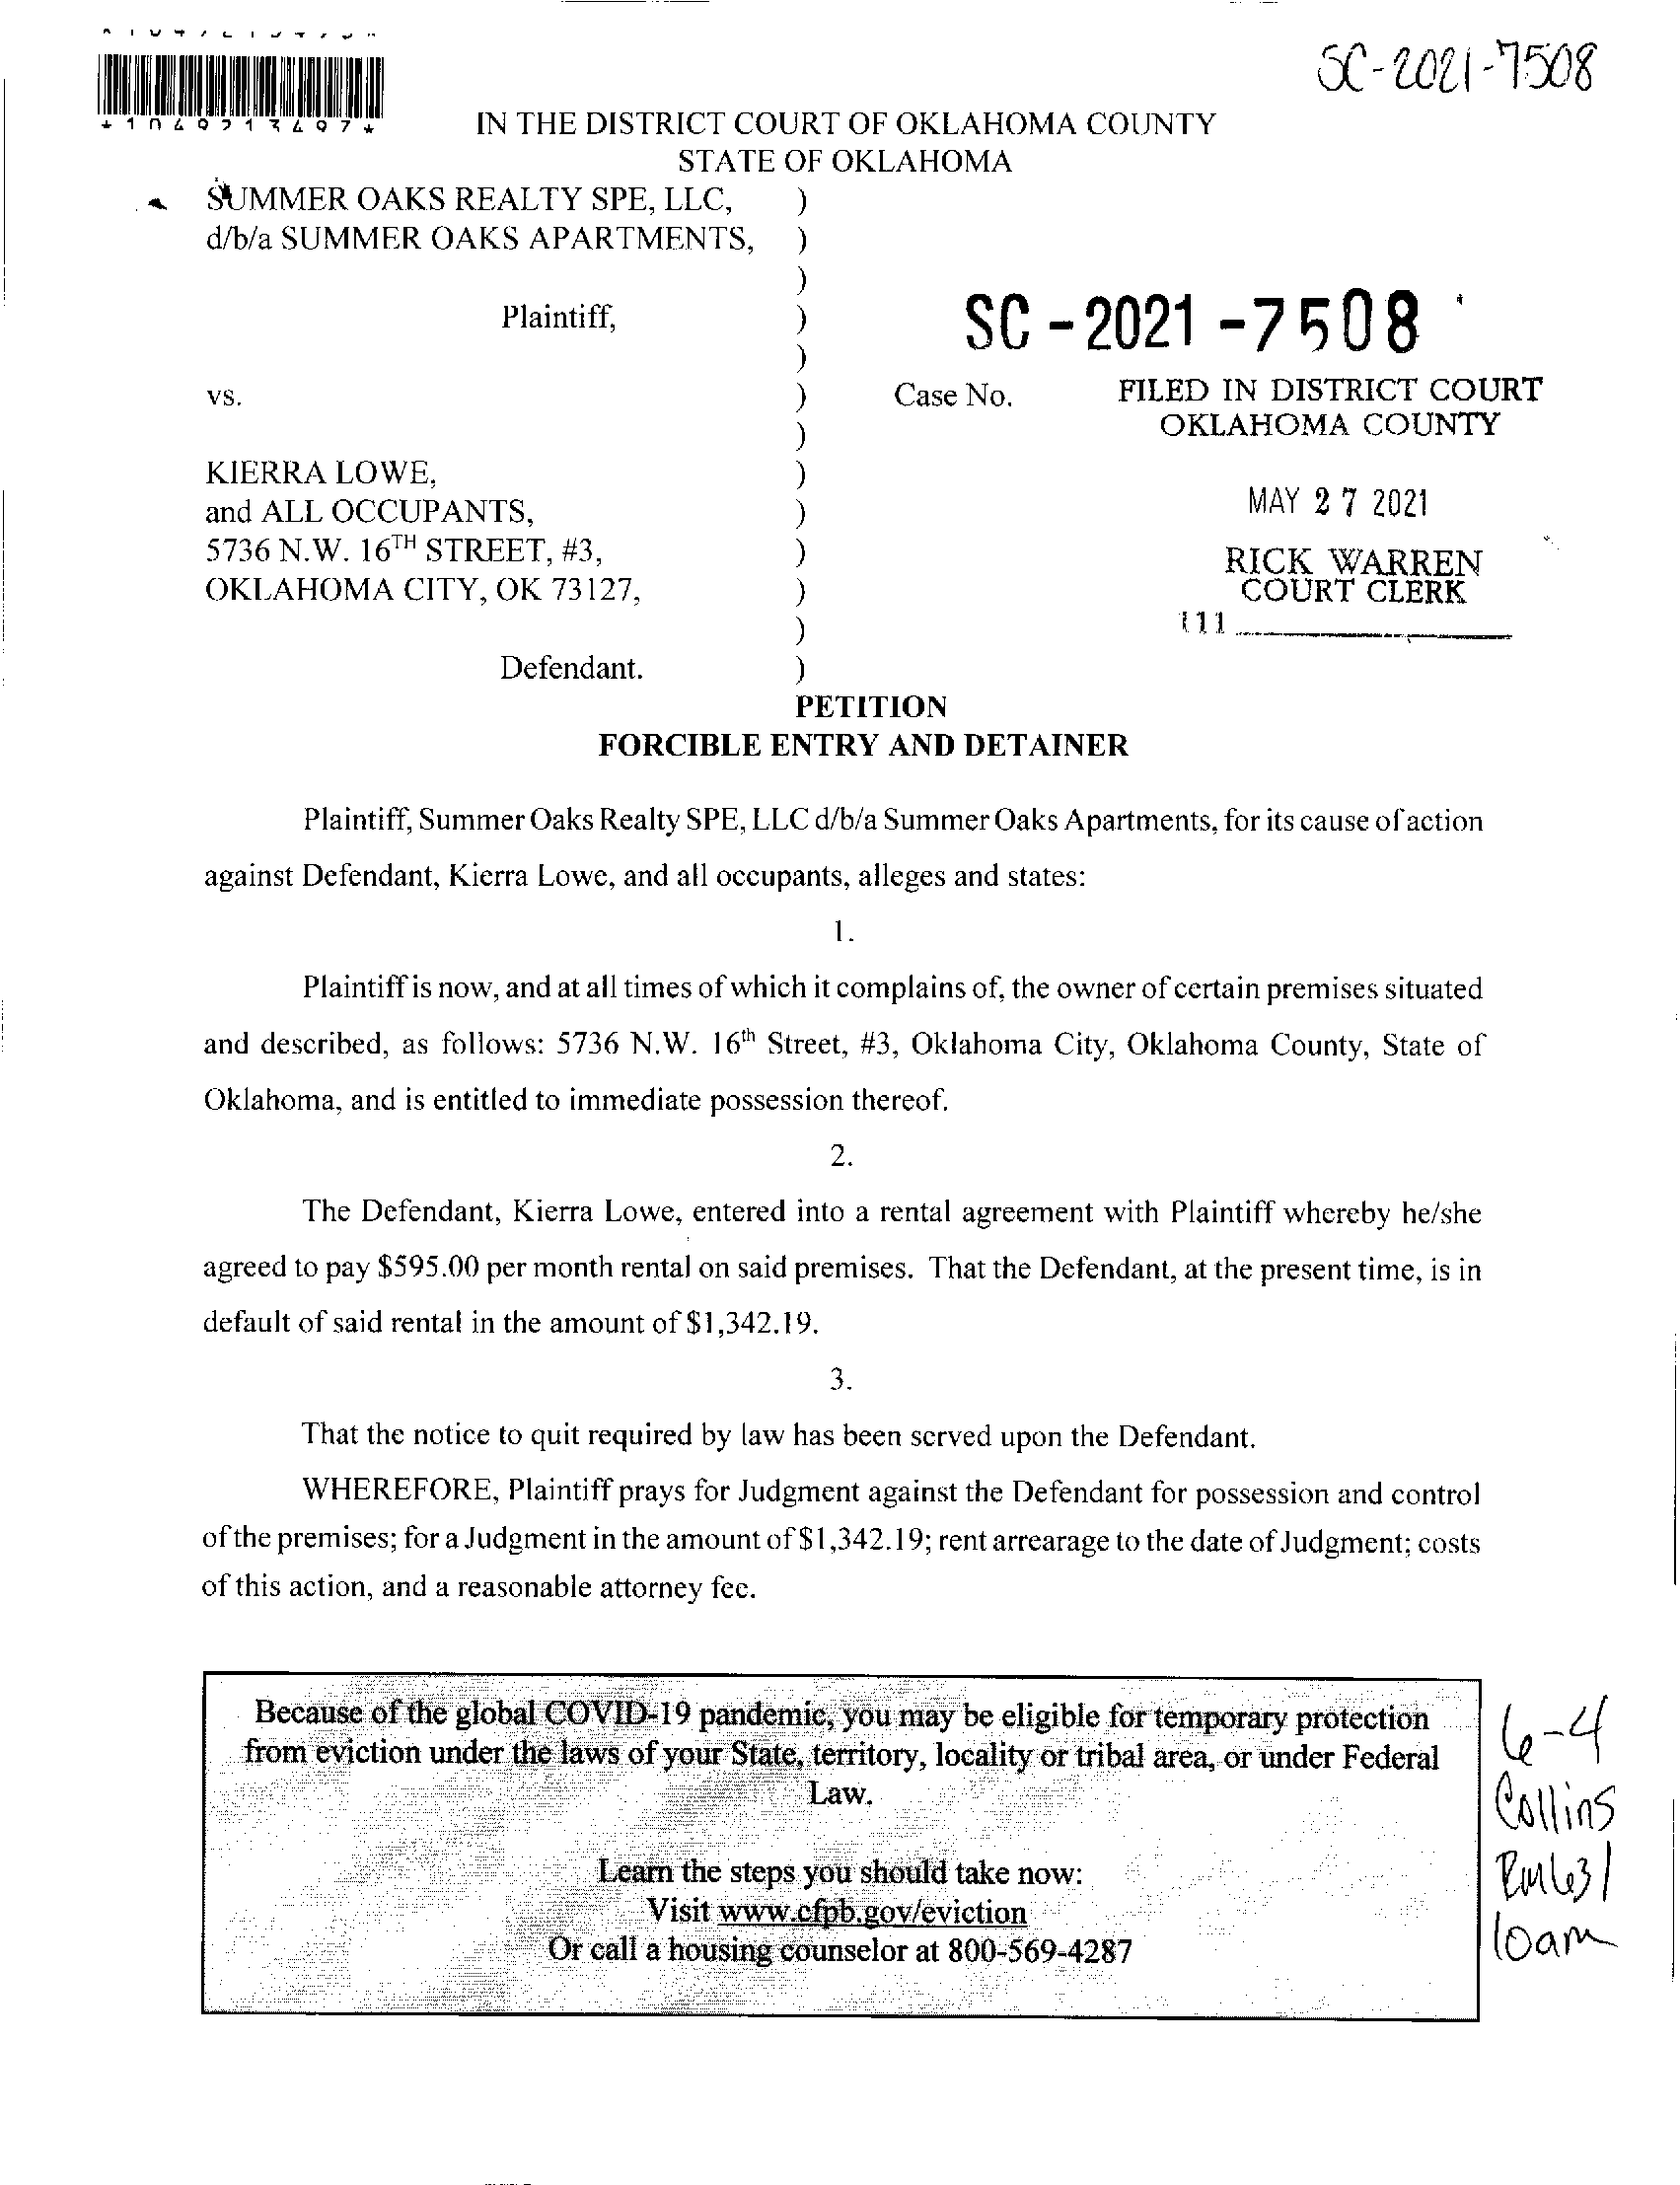 SC-2021-7508
IN THE DISTRICT COURT OF OKLAHOMA COUNTY
STATE OF OKLAHOMA
SUMMER OAKS REALTY SPE, LLC, )
d/b/a SUMMER OAKS APARTMENTS, )
)
Plaintiff, )
SC-2021-7508
)
vs. ) Case No. FILED IN DISTRICT COURT
) OKLAHOMA COUNTY
KIERRA LOWE, )
and ALL OCCUPANTS, ) MAY 27 2021
5736 N.W. 16TH STREET, #3, ) RICK WARREN
OKLAHOMA CITY, OK 73127, ) COURT CLERK
) 111
Defendant. )
PETITION
FORCIBLE ENTRY AND DETAINER
Plaintiff, Summer Oaks Realty SPE, LLC d/b/a Summer Oaks Apartments, for its cause of action
against Defendant, Kierra Lowe, and all occupants, alleges and states:
1.
Plaintiff is now, and at all times of which it complains of, the owner of certain premises situated
and described, as follows: 5736 N.W. 16th Street, #3, Oklahoma City, Oklahoma County, State of
Oklahoma, and is entitled to immediate possession thereof.
2.
The Defendant, Kierra Lowe, entered into a rental agreement with Plaintiff whereby he/she
agreed to pay $595.00 per month rental on said premises. That the Defendant, at the present time, is in
default of said rental in the amount of $1,342.19.
3.
That the notice to quit required by law has been served upon the Defendant.
WHEREFORE, Plaintiff prays for Judgment against the Defendant for possession and control
of the premises; for a Judgment in the amount of $1,342.19; rent arrearage to the date of Judgment; costs
of this action, and a reasonable attorney fee.
Because of the global COVID-19 pandemic, you may be eligible for temporary protection
from eviction under the laws of your State, territory, locality or tribal area, or under Federal
Law.
Learn the steps you should take now:
Visit www.cfpb.gov/eviction
Or call a housing counselor at 800-569-4287
6-4
Collins
Rm631
10am